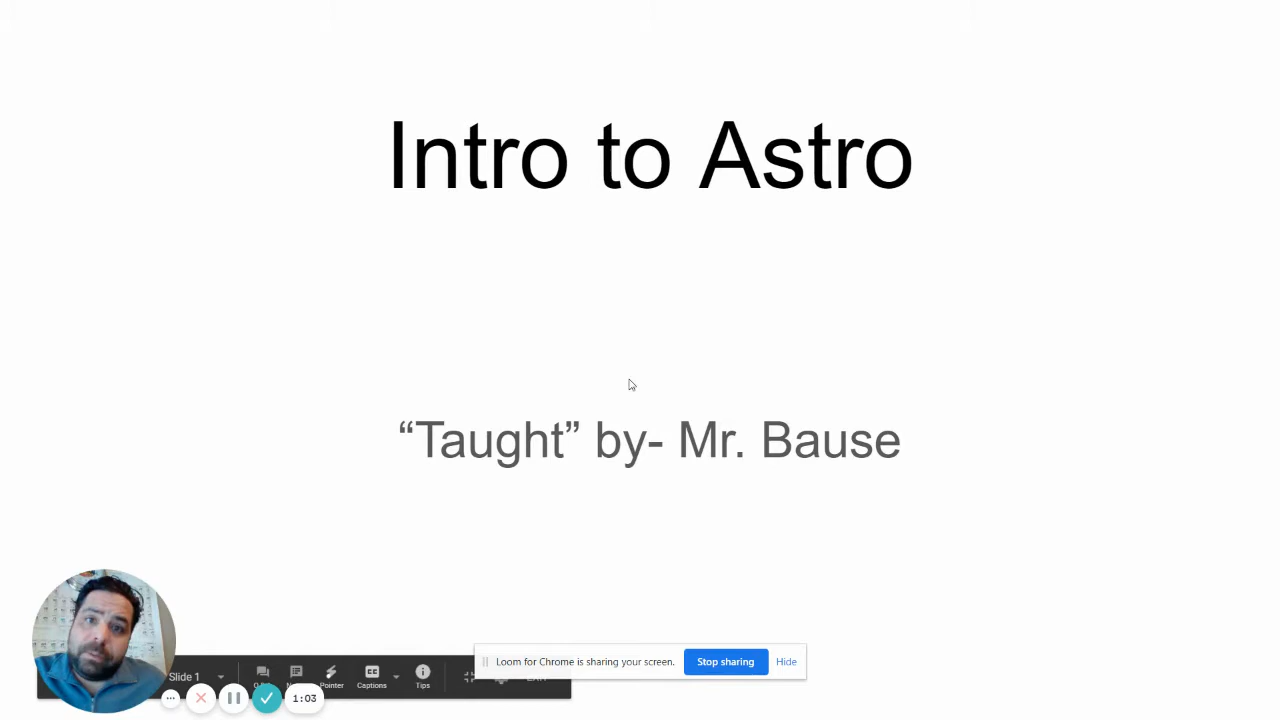 Intro to Astro
“Taught” by- Mr. Bause
Loom for Chrome is sharing your screen. Stop sharing Hide
Slide 1
Pointer Captions Tips
1:03